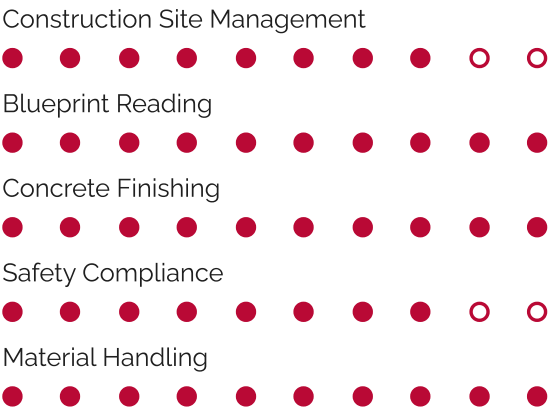 Construction Site Management
Blueprint Reading
Concrete Finishing
Safety Compliance
Material Handling